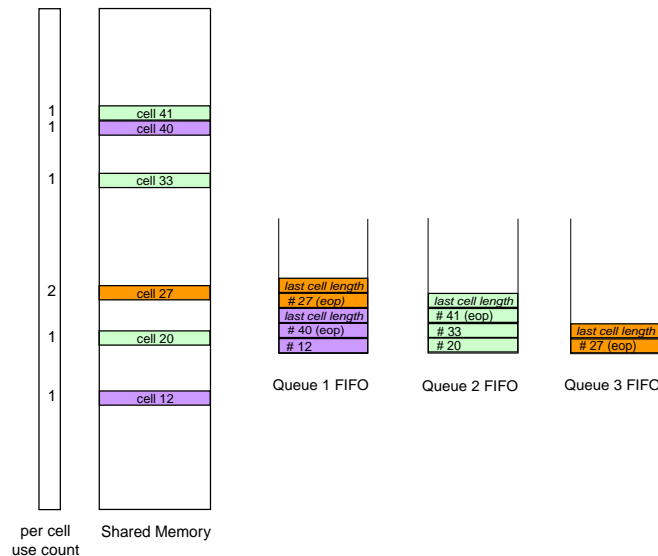 1
cell 41
1
cell 40
1
cell 33
2
cell 27
1
cell 20
1
cell 12
per cell
use count
Shared Memory
last cell length
# 27 (eop)
last cell length
# 40 (eop)
# 12
Queue 1 FIFO
last cell length
# 41 (eop)
# 33
# 20
Queue 2 FIFO
last cell length
# 27 (eop)
Queue 3 FIFO